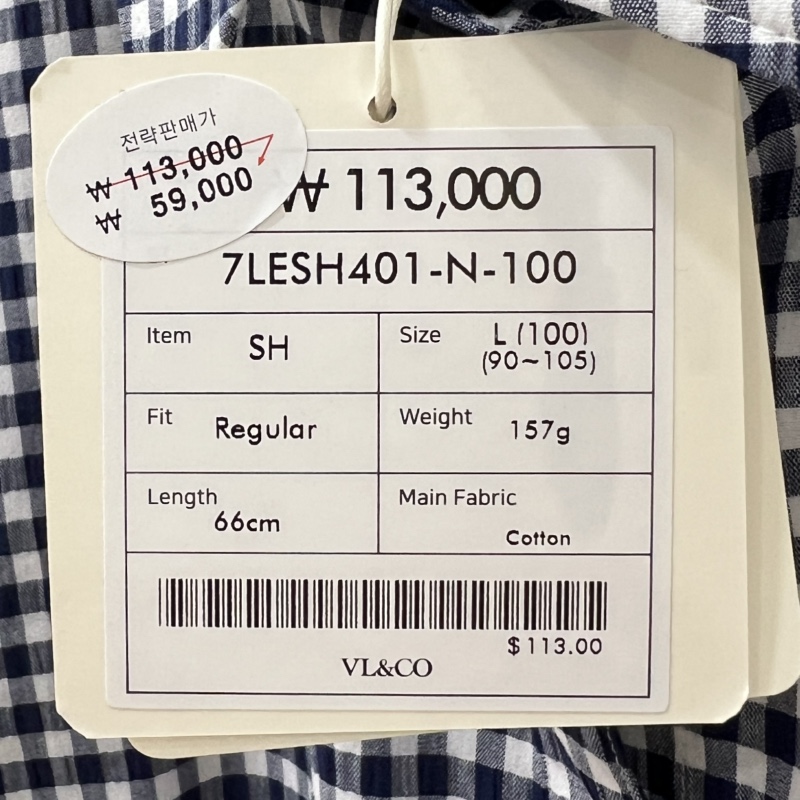 전략판매가
₩ 113,000
₩ 59,000
₩ 113,000
7LESH401-N-100
Item SH
Size L (100)
(90~105)
Fit Regular
Weight 157g
Length 66cm
Main Fabric
Cotton
$113.00
VL&CO